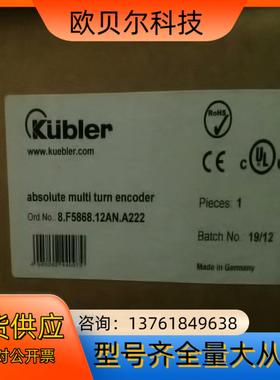 欧贝尔科技
Kübler
www.kuebler.com
RoHS
CE
UL
absolute multi turn encoder
Ord No. 8.F5868.12AN.A222
Pieces: 1
Batch No. 19/12
Made in Germany
货供应
咨询：13761849638
对公开票
型号齐全量大从